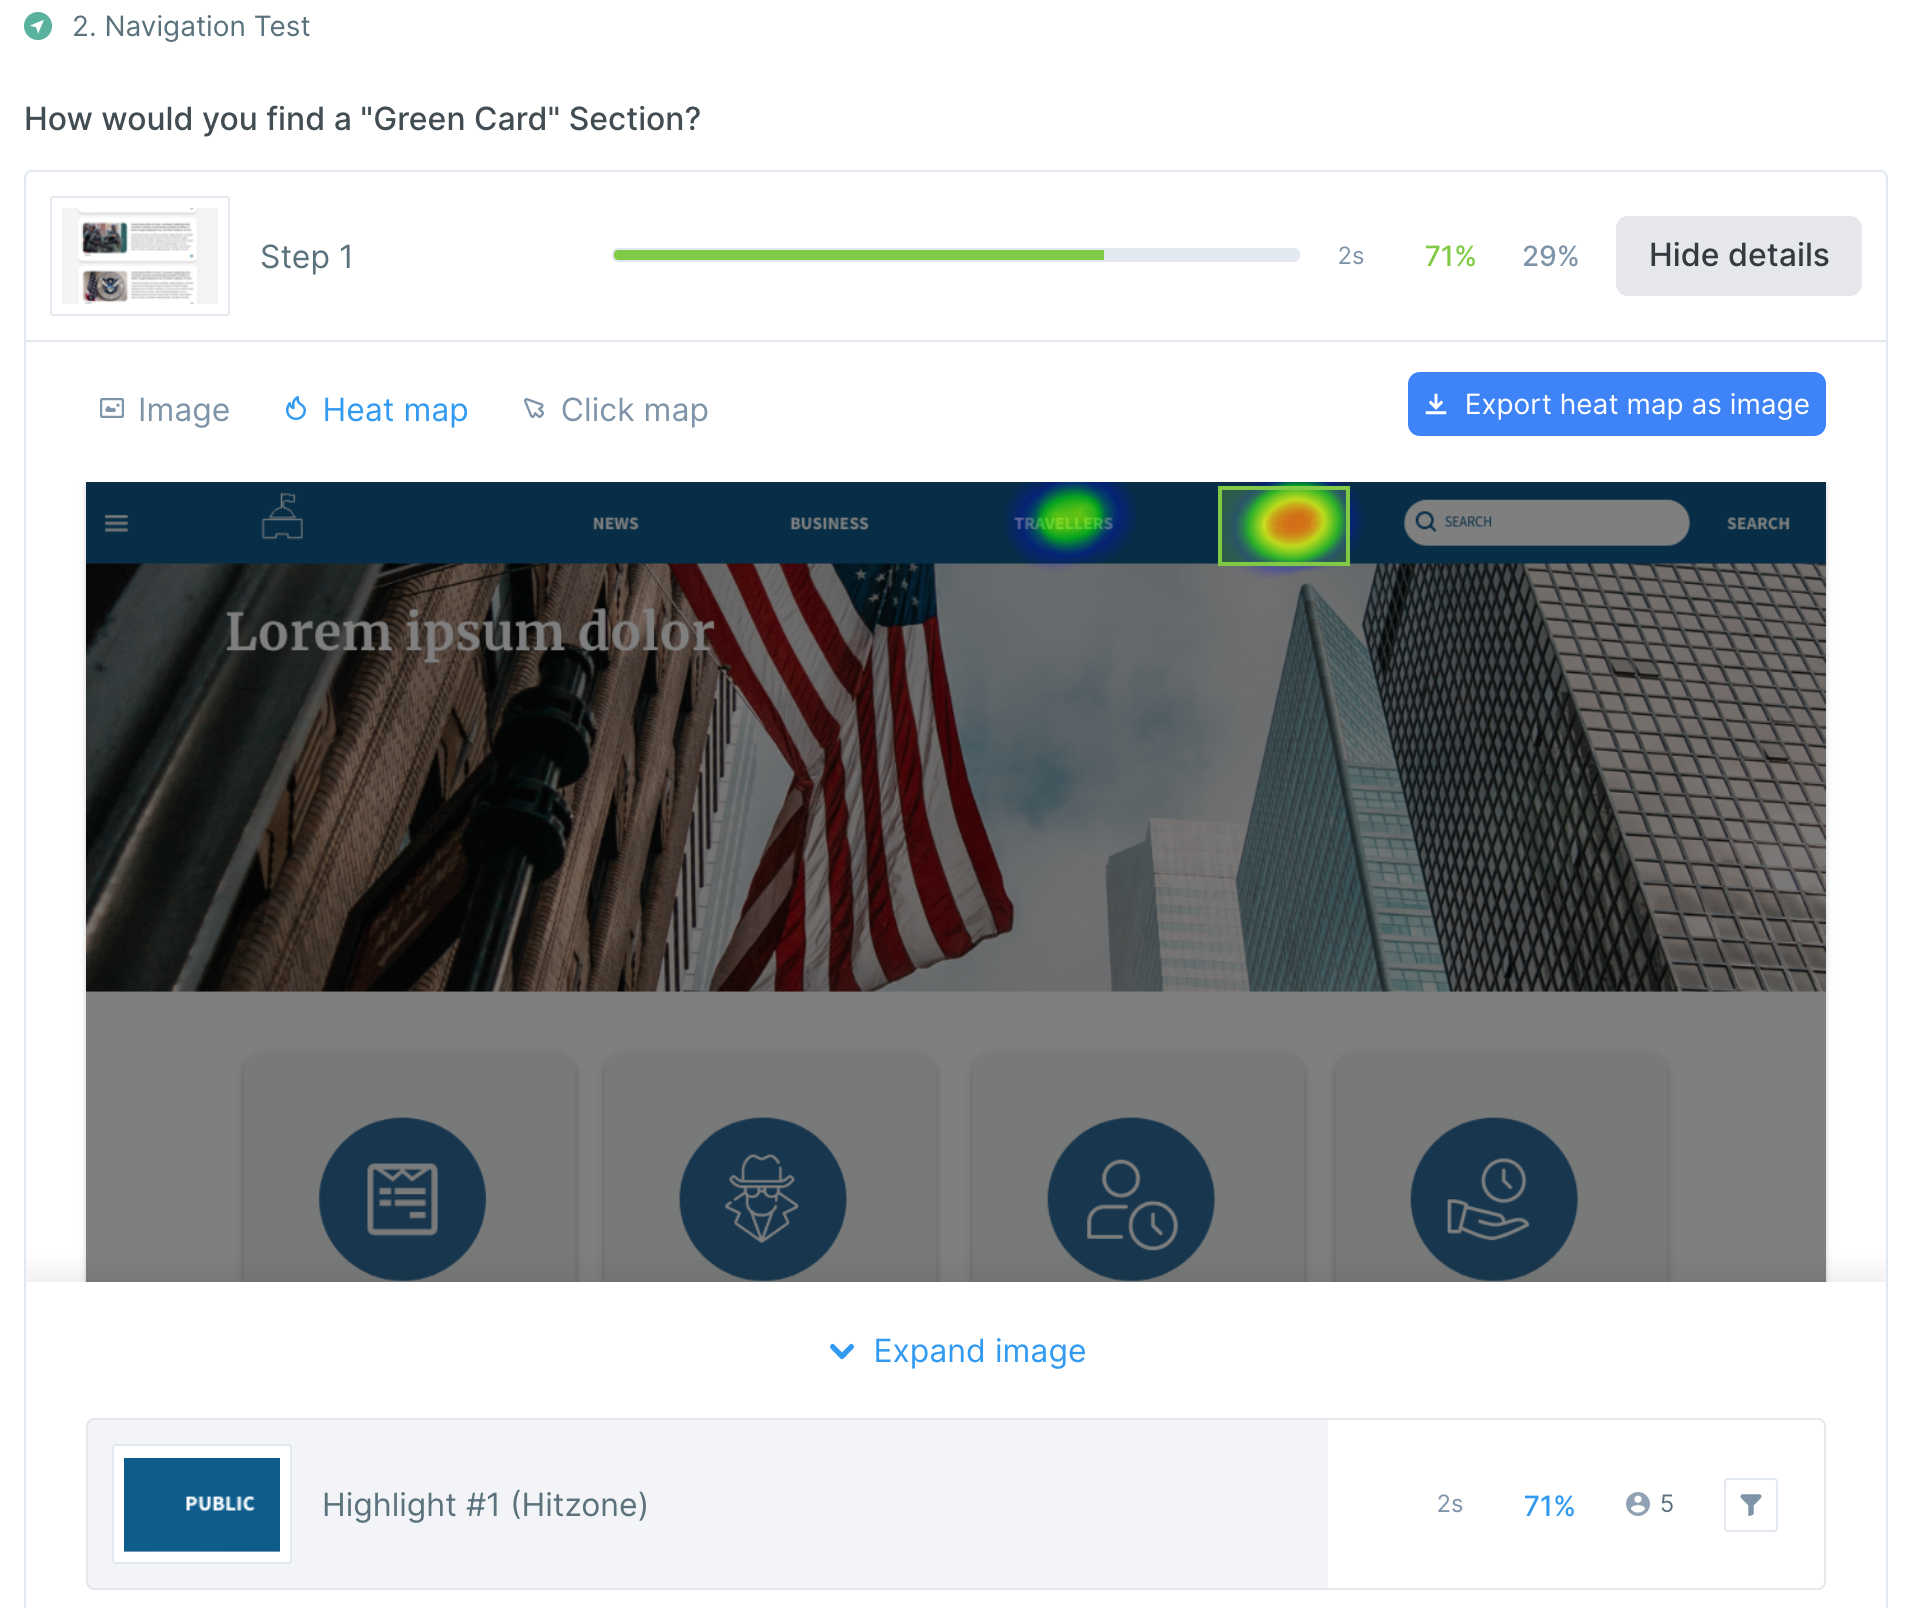 2. Navigation Test
How would you find a "Green Card" Section?
Step 1
2s
71%
29%
Hide details
Image
Heat map
Click map
Export heat map as image
NEWS
BUSINESS
TRAVELLERS
SEARCH
SEARCH
Lorem ipsum dolor
Expand image
PUBLIC
Highlight #1 (Hitzone)
2s
71%
5